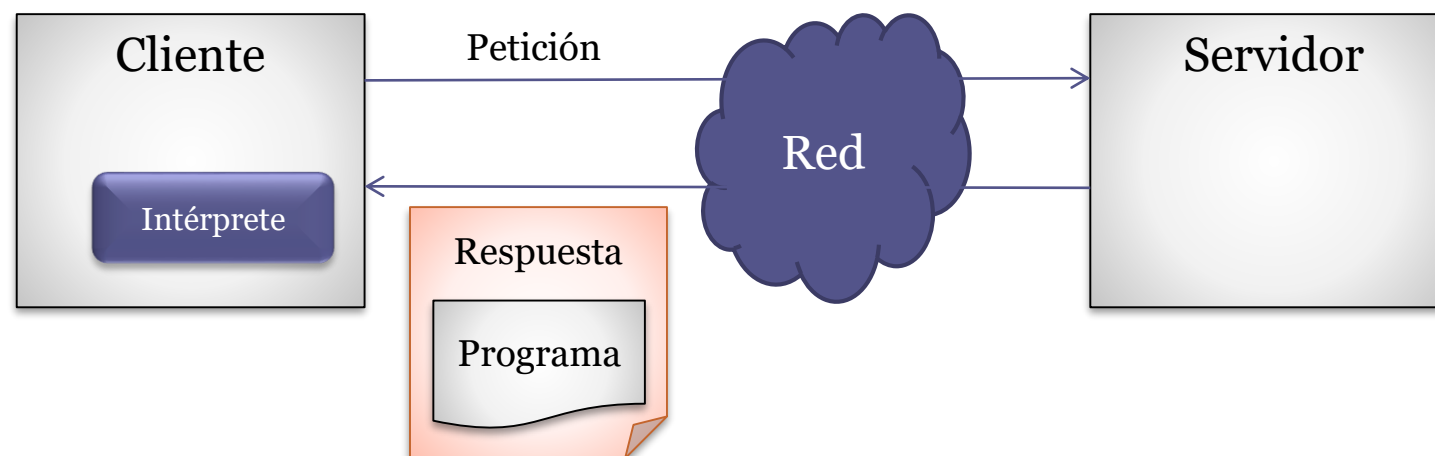 Cliente
Petición
Servidor
Red
Intérprete
Respuesta
Programa